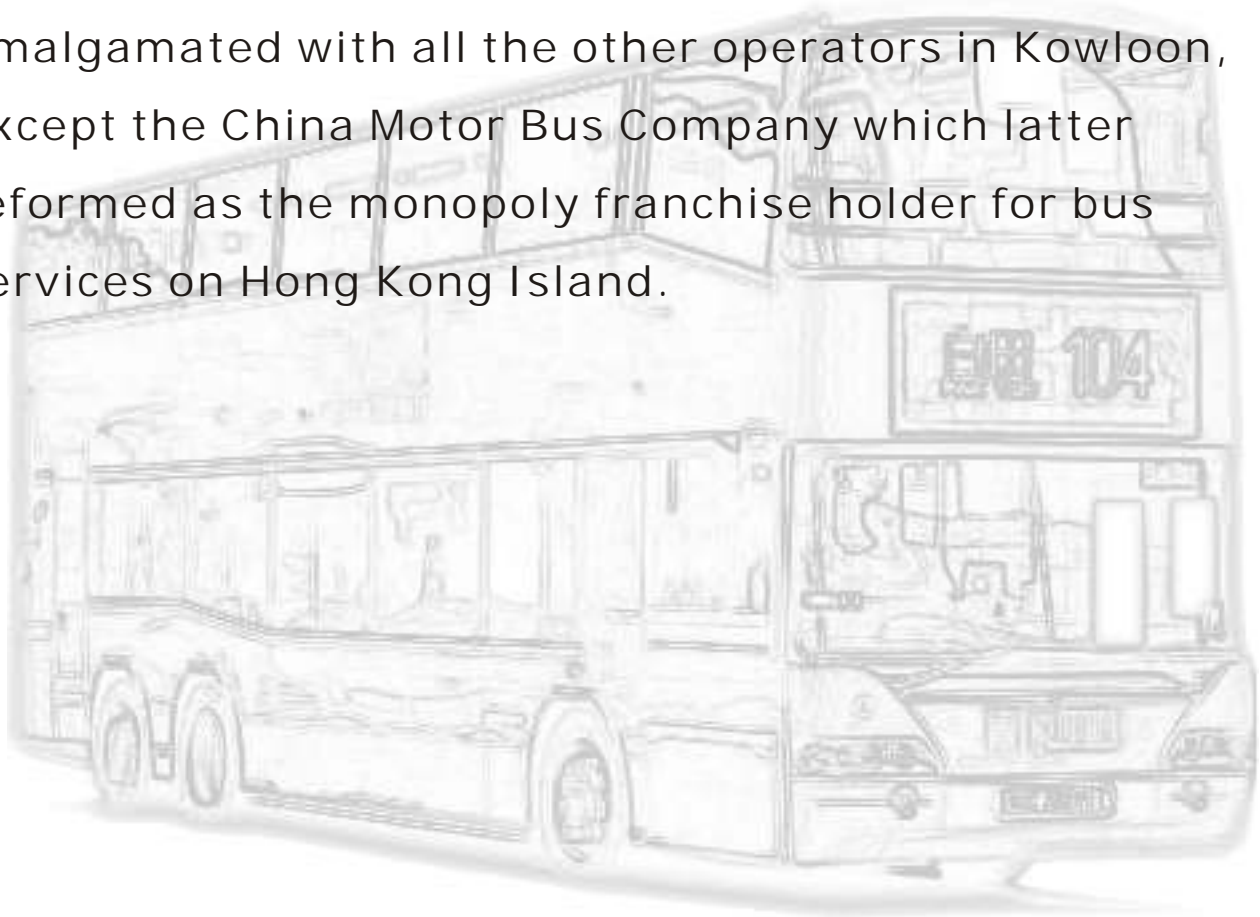 malgamated with all the other operators in Kowloon,
xcept the China Motor Bus Company which latter
eformed as the monopoly franchise holder for bus
ervices on Hong Kong Island.
104